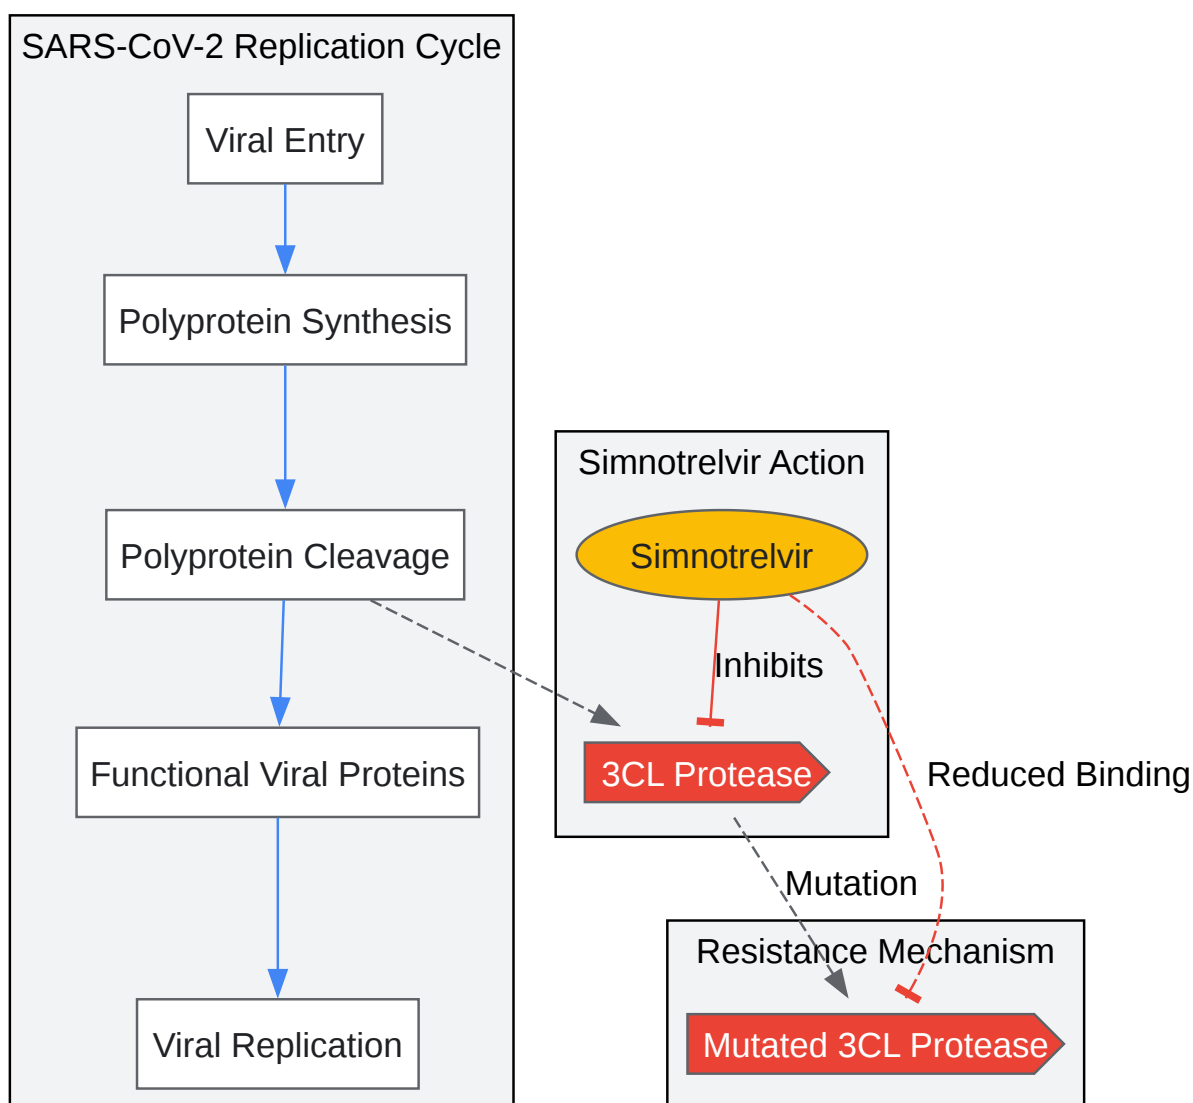 SARS-CoV-2 Replication Cycle
Viral Entry
Polyprotein Synthesis
Polyprotein Cleavage
Functional Viral Proteins
Viral Replication
Simnotrelvir Action
Simnotrelvir
Inhibits
3CL Protease
Reduced Binding
Mutation
Resistance Mechanism
Mutated 3CL Protease